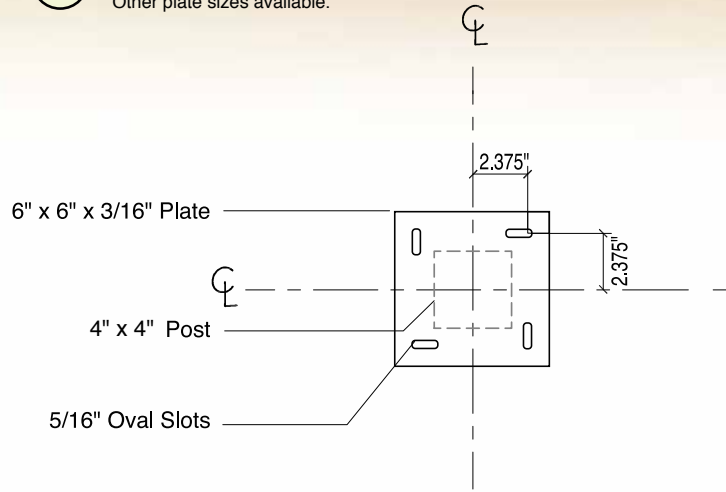 Other plate sizes available.
℄
2.375"
6" x 6" x 3/16" Plate
2.375"
℄
4" x 4" Post
5/16" Oval Slots